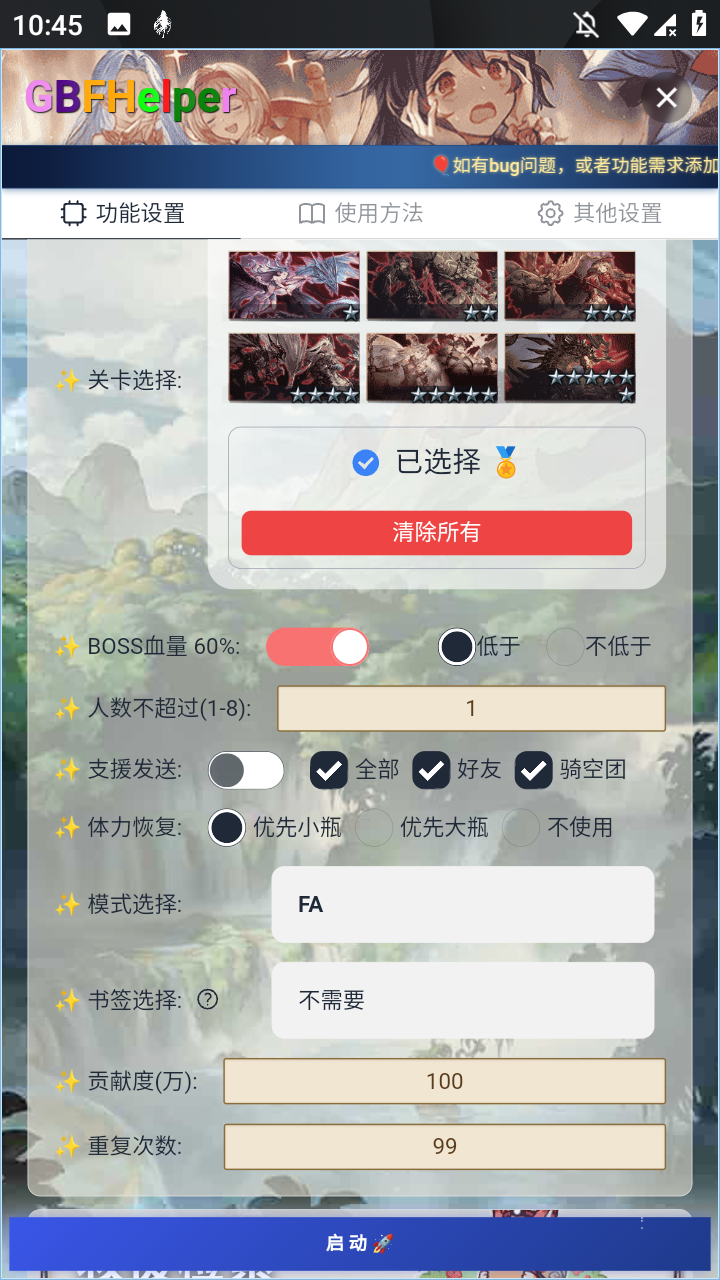 10:45
GBFHelper
🎈如有bug问题，或者功能需求添加
功能设置 使用方法 其他设置
✨ 关卡选择:
已选择 🏅
清除所有
✨ BOSS血量 60%: 低于 不低于
✨ 人数不超过(1-8): 1
✨ 支援发送: 全部 好友 骑空团
✨ 体力恢复: 优先小瓶 优先大瓶 不使用
✨ 模式选择: FA
✨ 书签选择: 不需要
✨ 贡献度(万): 100
✨ 重复次数: 99
启动 🚀